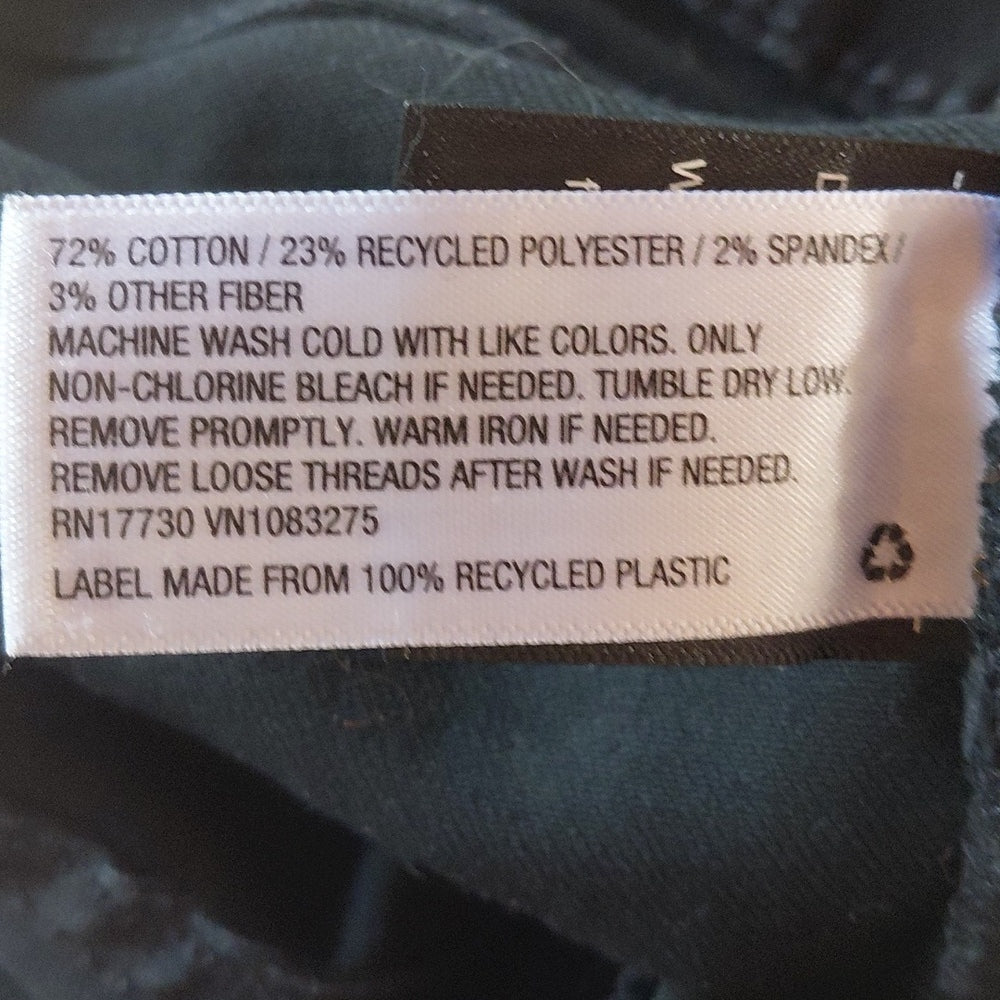 72% COTTON / 23% RECYCLED POLYESTER / 2% SPANDEX/
3% OTHER FIBER
MACHINE WASH COLD WITH LIKE COLORS. ONLY
NON-CHLORINE BLEACH IF NEEDED. TUMBLE DRY LOW.
REMOVE PROMPTLY. WARM IRON IF NEEDED.
REMOVE LOOSE THREADS AFTER WASH IF NEEDED.
RN17730 VN1083275
LABEL MADE FROM 100% RECYCLED PLASTIC